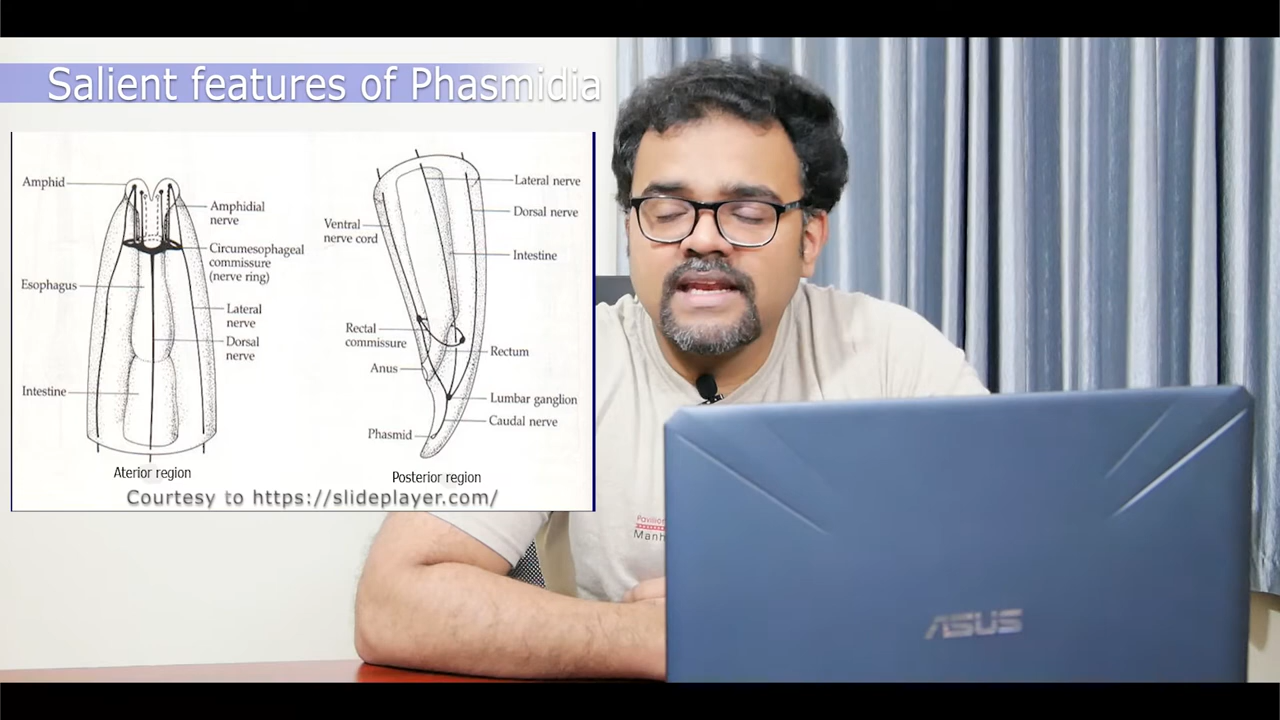 Salient features of Phasmidia
Amphid
Amphidial
nerve
Circumesophageal
commissure
(nerve ring)
Esophagus
Lateral
nerve
Dorsal
nerve
Intestine
Aterior region
Lateral nerve
Dorsal nerve
Ventral
nerve cord
Intestine
Rectal
commissure
Rectum
Anus
Lumbar ganglion
Caudal nerve
Phasmid
Posterior region
Courtesy to https://slideplayer.com/
Pavilion
Manh
ASUS